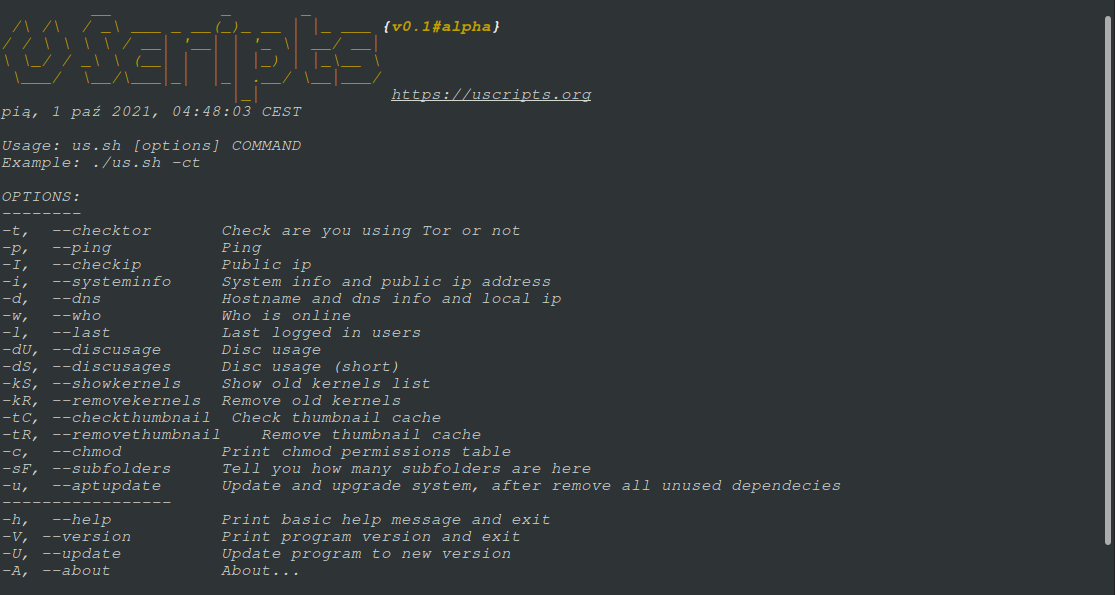 uScripts {v0.1#alpha}
https://uscripts.org
pią, 1 paź 2021, 04:48:03 CEST
Usage: us.sh [options] COMMAND
Example: ./us.sh -ct
OPTIONS:
--------
-t, --checktor Check are you using Tor or not
-p, --ping Ping
-I, --checkip Public ip
-i, --systeminfo System info and public ip address
-d, --dns Hostname and dns info and local ip
-w, --who Who is online
-l, --last Last logged in users
-dU, --discusage Disc usage
-dS, --discusages Disc usage (short)
-kS, --showkernels Show old kernels list
-kR, --removekernels Remove old kernels
-tC, --checkthumbnail Check thumbnail cache
-tR, --removethumbnail Remove thumbnail cache
-c, --chmod Print chmod permissions table
-sF, --subfolders Tell you how many subfolders are here
-u, --aptupdate Update and upgrade system, after remove all unused dependecies
-----------------
-h, --help Print basic help message and exit
-V, --version Print program version and exit
-U, --update Update program to new version
-A, --about About...